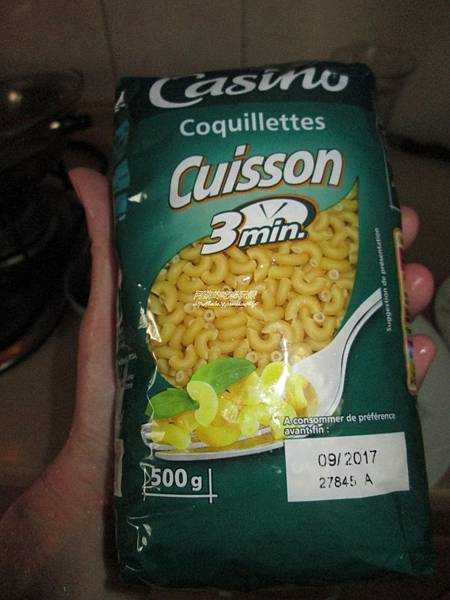 Casino
Coquillettes
Cuisson
3 min.
Suggestion de présentation
A consommer de préférence
avant fin :
09/2017
27845 A
500 g